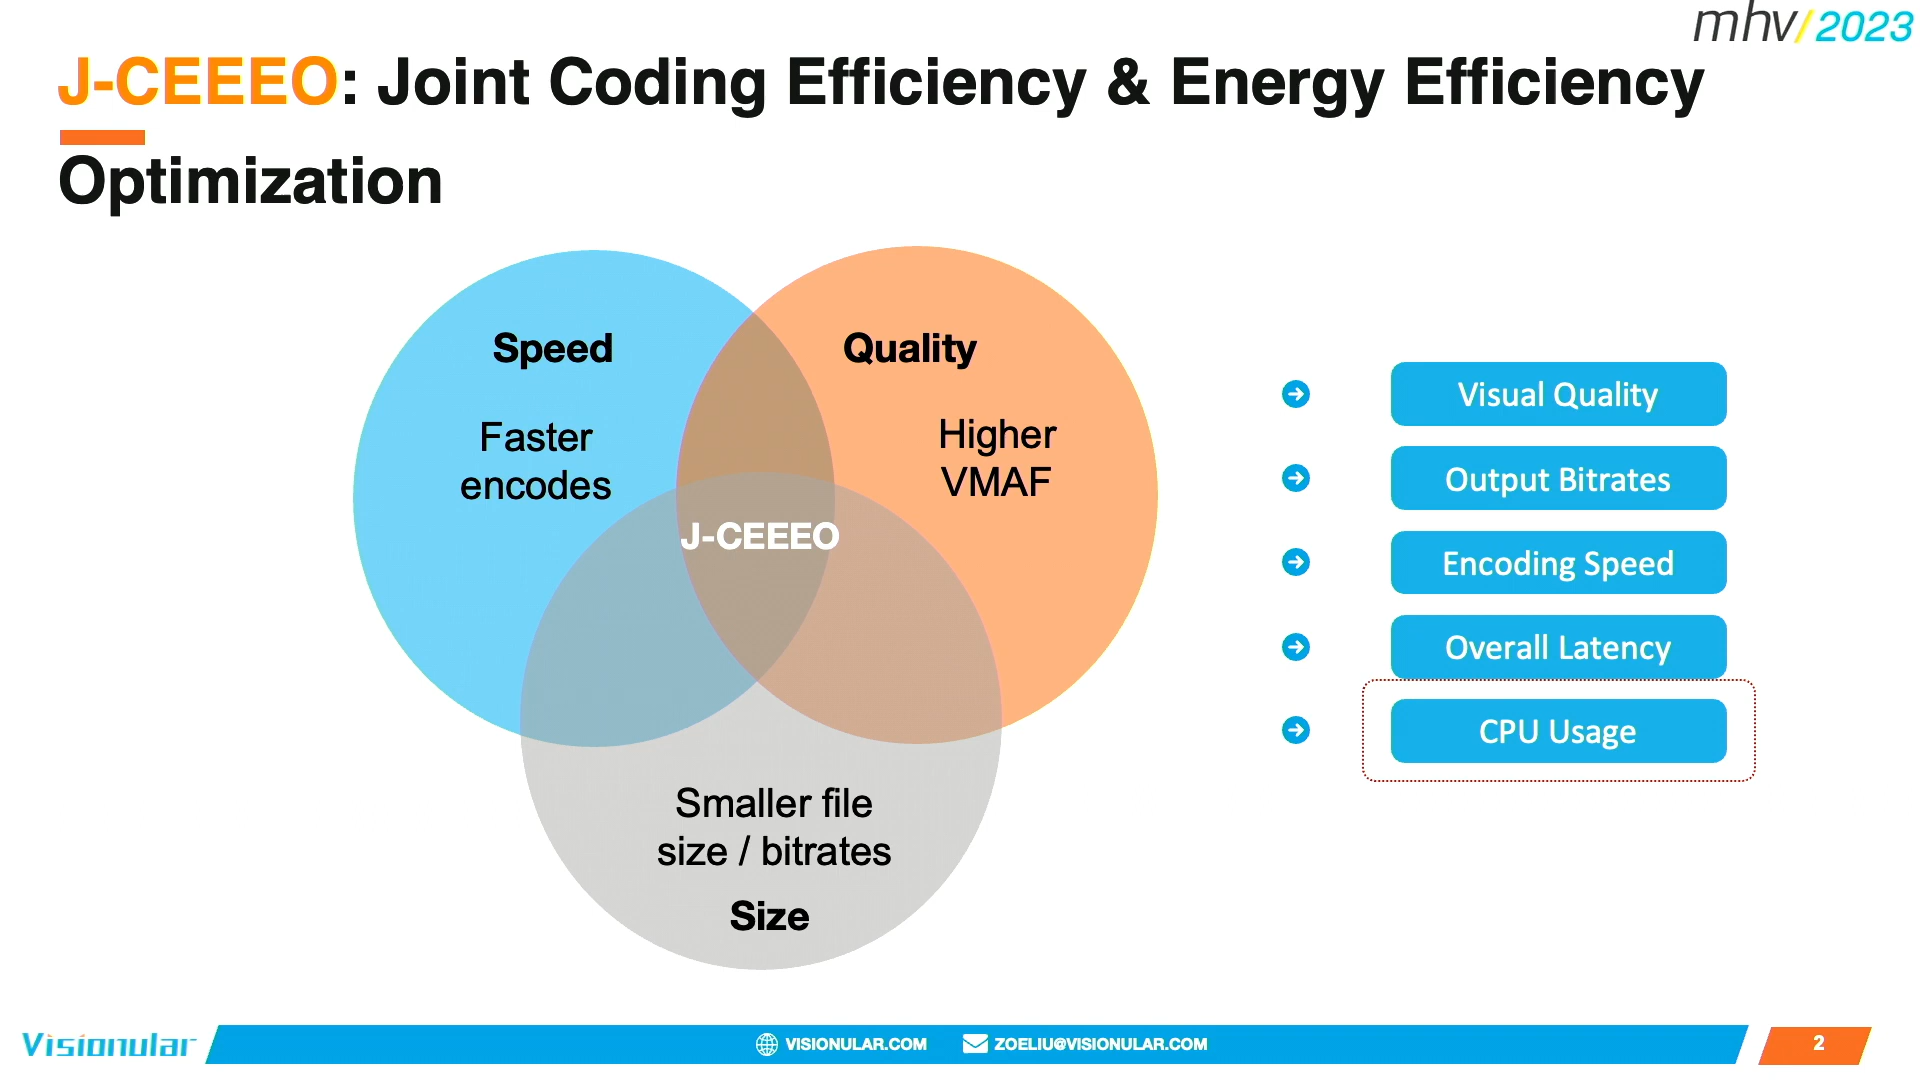 mhv/2023
J-CEEEO: Joint Coding Efficiency & Energy Efficiency
Optimization
Speed
Faster
encodes
Quality
Higher
VMAF
J-CEEEO
Smaller file
size / bitrates
Size
Visual Quality
Output Bitrates
Encoding Speed
Overall Latency
CPU Usage
Visionular
VISIONULAR.COM
ZOELIU@VISIONULAR.COM
2